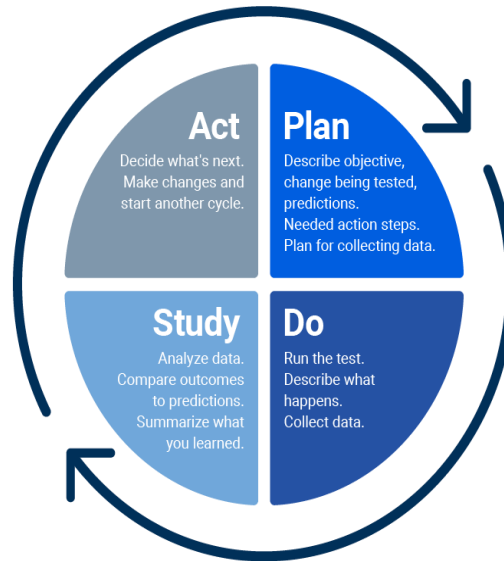 Act
Decide what's next.
Make changes and
start another cycle.
Plan
Describe objective,
change being tested,
predictions.
Needed action steps.
Plan for collecting data.
Study
Analyze data.
Compare outcomes
to predictions.
Summarize what
you learned.
Do
Run the test.
Describe what
happens.
Collect data.